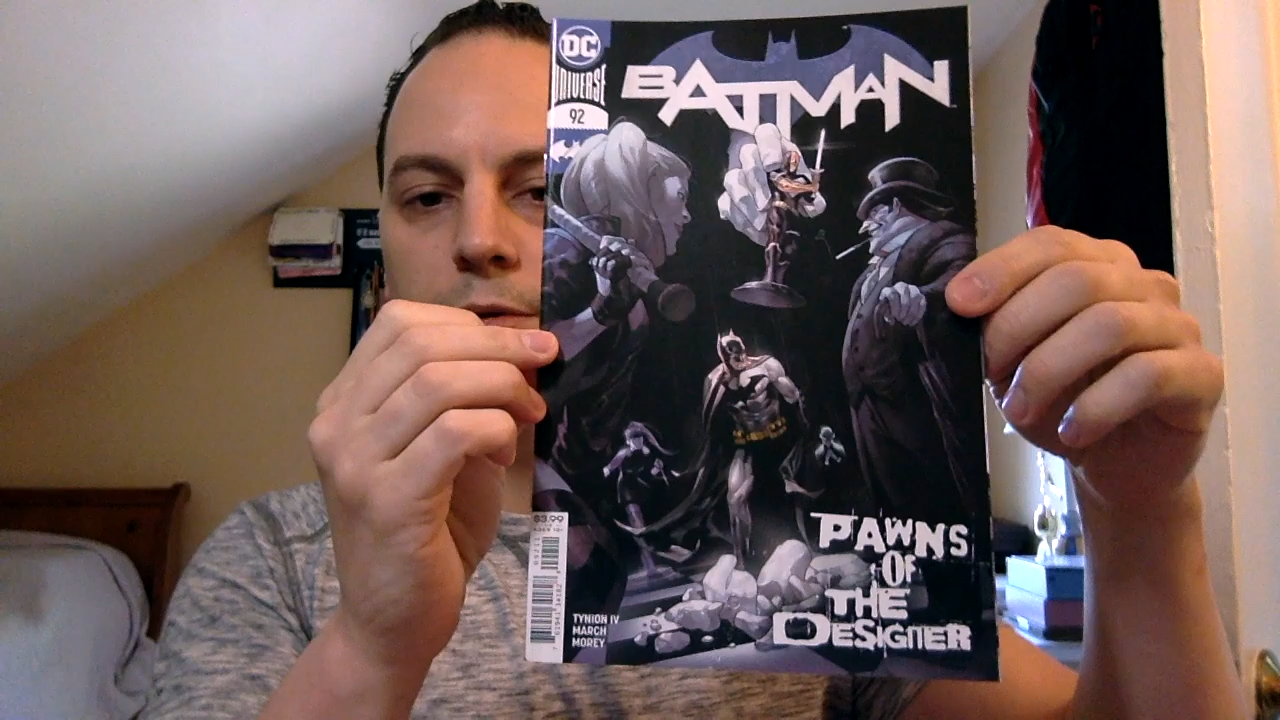 DC
UNIVERSE
92
BATMAN
PAWNS
OF
THE
DESIGNER
$3.99
TYNION IV
MARCH
MOREY